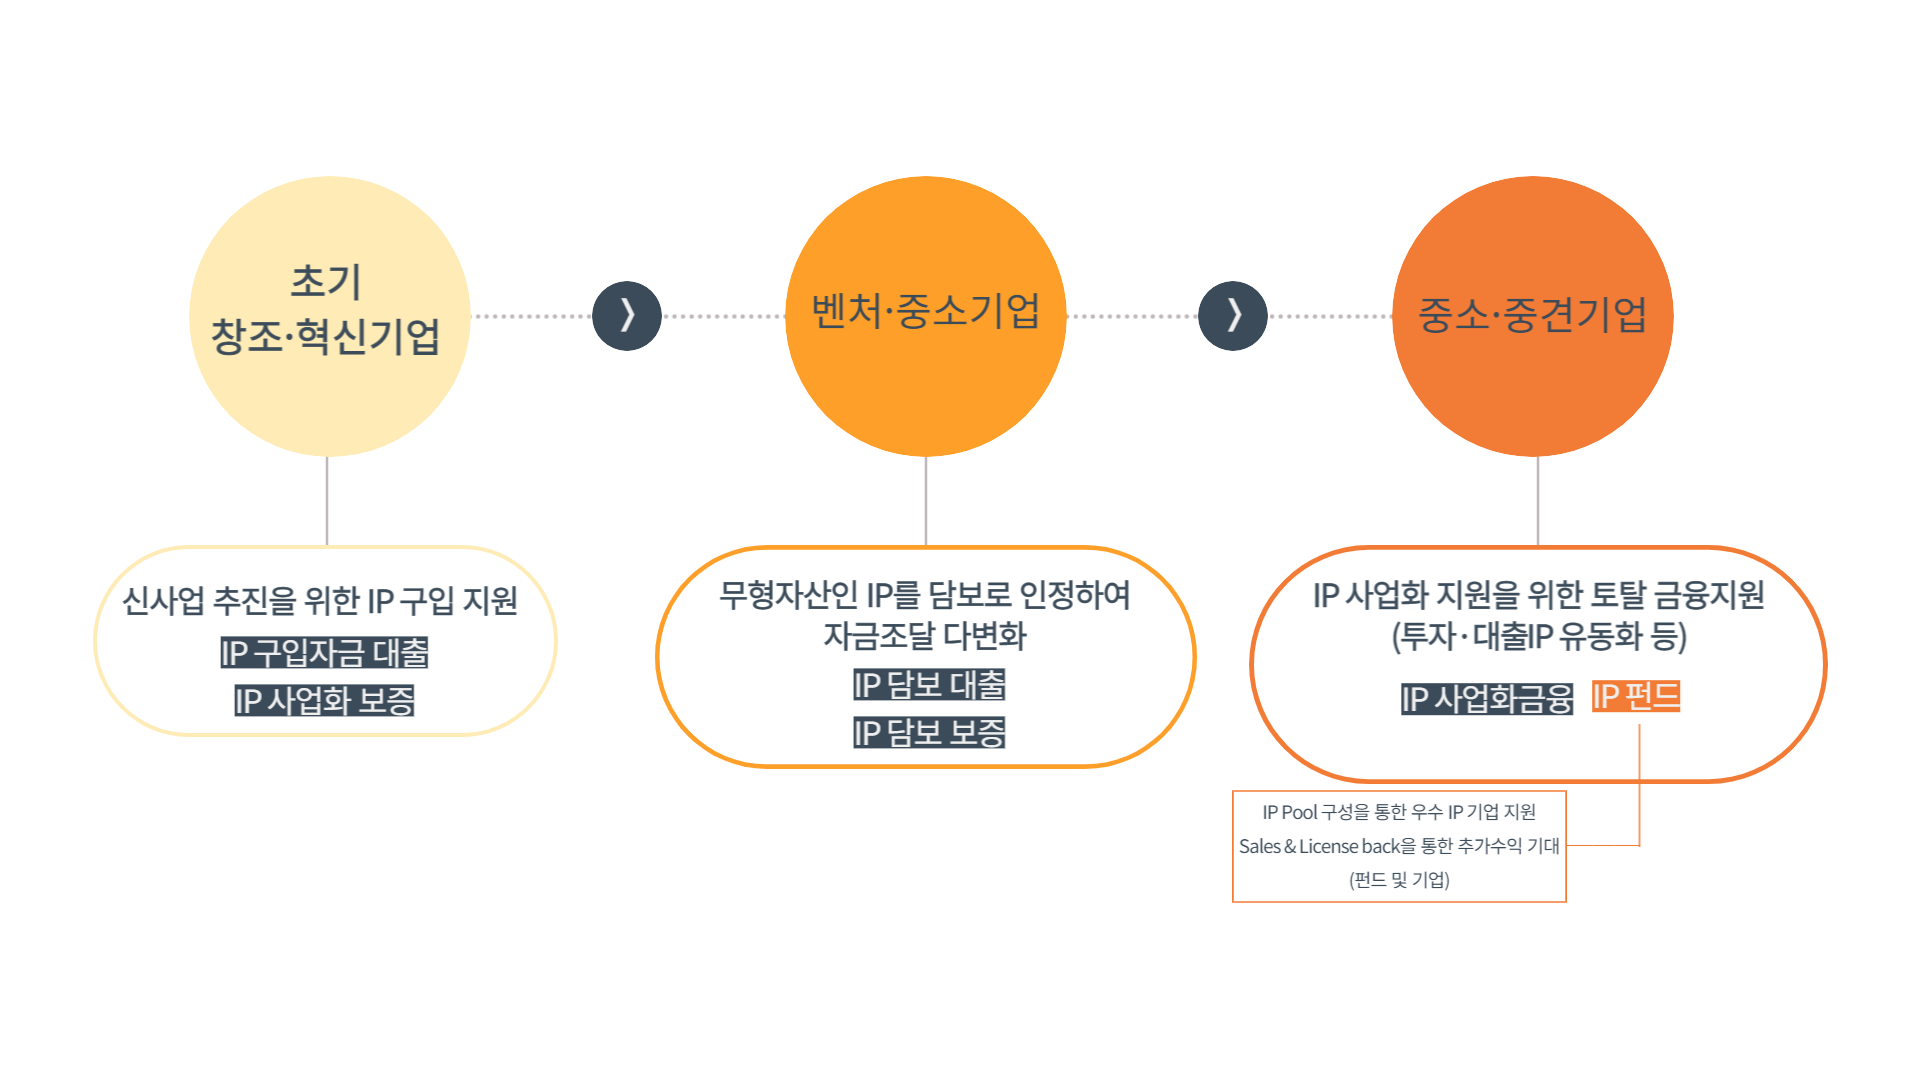 초기
창조·혁신기업
벤처·중소기업
중소·중견기업
신사업 추진을 위한 IP 구입 지원
IP 구입자금 대출
IP 사업화 보증
무형자산인 IP를 담보로 인정하여
자금조달 다변화
IP 담보 대출
IP 담보 보증
IP 사업화 지원을 위한 토탈 금융지원
(투자·대출IP 유동화 등)
IP 사업화금융
IP 펀드
IP Pool 구성을 통한 우수 IP 기업 지원
Sales & License back을 통한 추가수익 기대
(펀드 및 기업)